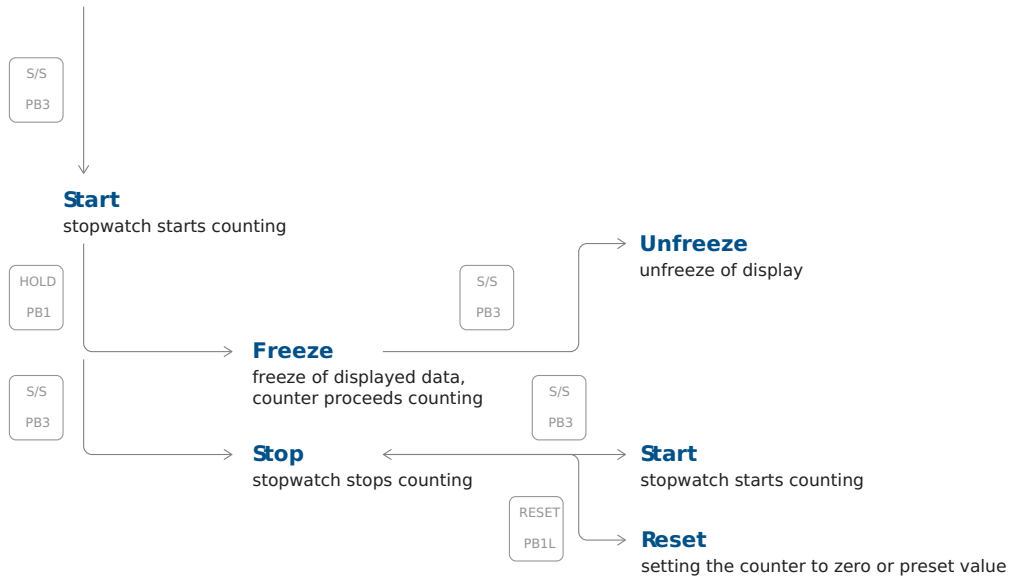 S/S
PB3
Start
stopwatch starts counting
HOLD
PB1
S/S
PB3
Unfreeze
unfreeze of display
Freeze
freeze of displayed data,
counter proceeds counting
S/S
PB3
S/S
PB3
Stop
stopwatch stops counting
Start
stopwatch starts counting
RESET
PB1L
Reset
setting the counter to zero or preset value